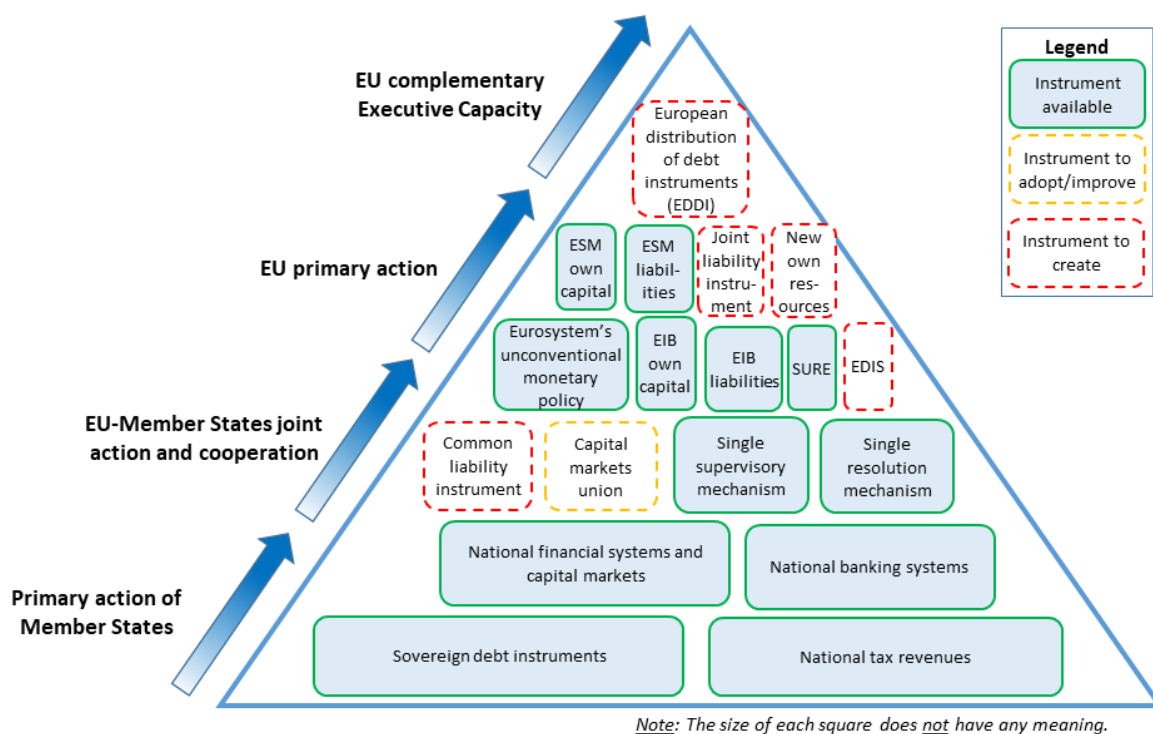 EU complementary
Executive Capacity
EU primary action
EU-Member States joint
action and cooperation
Primary action of
Member States
European
distribution
of debt
instruments
(EDDI)
ESM
own
capital
ESM
liabil-
ities
Joint
liability
instru-
ment
New
own
res-
ources
Eurosystem's
unconventional
monetary
policy
EIB
own
capital
EIB
liabilities
SURE
EDIS
Common
liability
instrument
Capital
markets
union
Single
supervisory
mechanism
Single
resolution
mechanism
National financial systems and
capital markets
National banking systems
Sovereign debt instruments
National tax revenues
Legend
Instrument
available
Instrument to
adopt/improve
Instrument to
create
Note: The size of each square does not have any meaning.